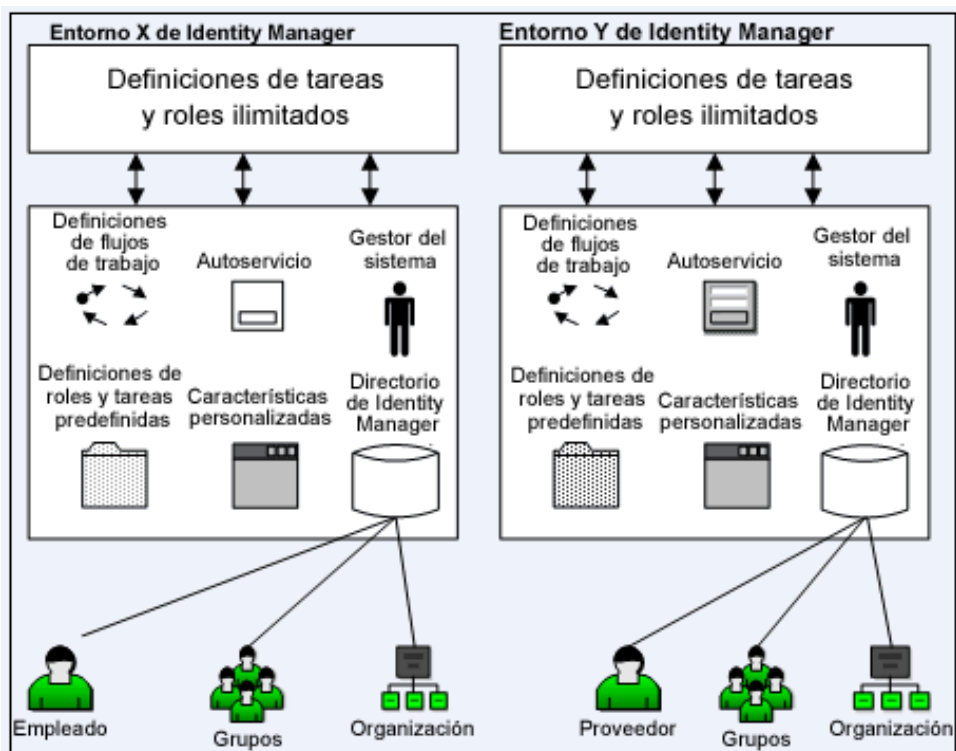 Entorno X de Identity Manager
Definiciones de tareas
y roles ilimitados
Definiciones
de flujos
de trabajo
Autoservicio
Gestor del
sistema
Definiciones de
roles y tareas
predefinidas
Características
personalizadas
Directorio
de Identity
Manager
Empleado
Grupos
Organización
Entorno Y de Identity Manager
Definiciones de tareas
y roles ilimitados
Definiciones
de flujos
de trabajo
Autoservicio
Gestor del
sistema
Definiciones de
roles y tareas
predefinidas
Características
personalizadas
Directorio
de Identity
Manager
Proveedor
Grupos
Organización